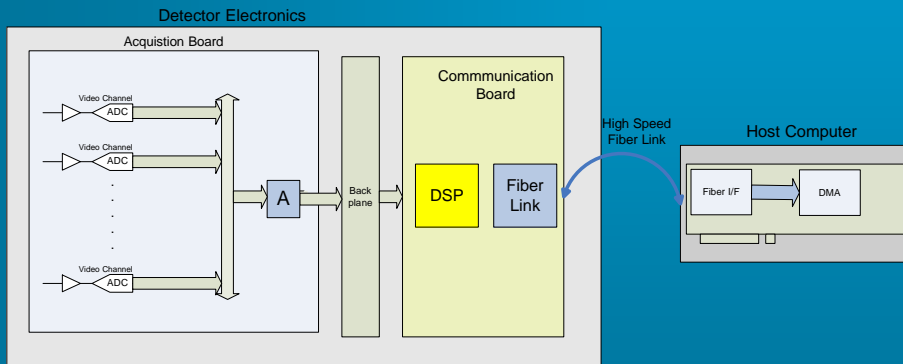 Detector Electronics
Acquistion Board
Video Channel
ADC
Video Channel
ADC
.
.
.
.
.
Video Channel
ADC
A
Back
plane
Commmunication
Board
DSP
Fiber
Link
High Speed
Fiber Link
Host Computer
Fiber I/F
DMA